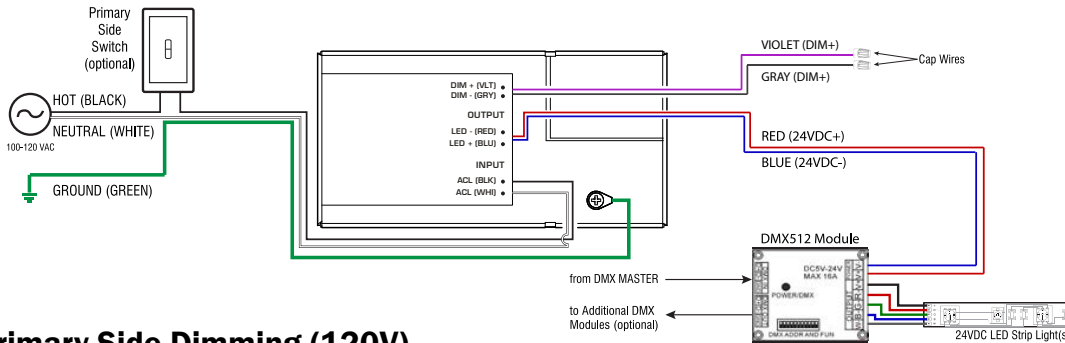 Primary
Side
Switch
(optional)
HOT (BLACK)
NEUTRAL (WHITE)
100-120 VAC
GROUND (GREEN)
DIM + (VLT)
DIM - (GRY)
OUTPUT
LED - (RED)
LED + (BLU)
INPUT
ACL (BLK)
ACL (WHI)
VIOLET (DIM+)
GRAY (DIM+)
Cap Wires
RED (24VDC+)
BLUE (24VDC-)
DMX512 Module
from DMX MASTER
to Additional DMX
Modules (optional)
DC5V-24V
MAX 16A
POWER/DMX
DMX ADDR AND FUN
OUTPUT
24VDC LED Strip Light(s
rimary Side Dimming (120V)